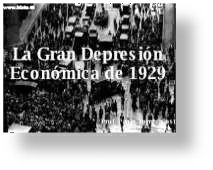 La Gran Depresión
Económica de 1929